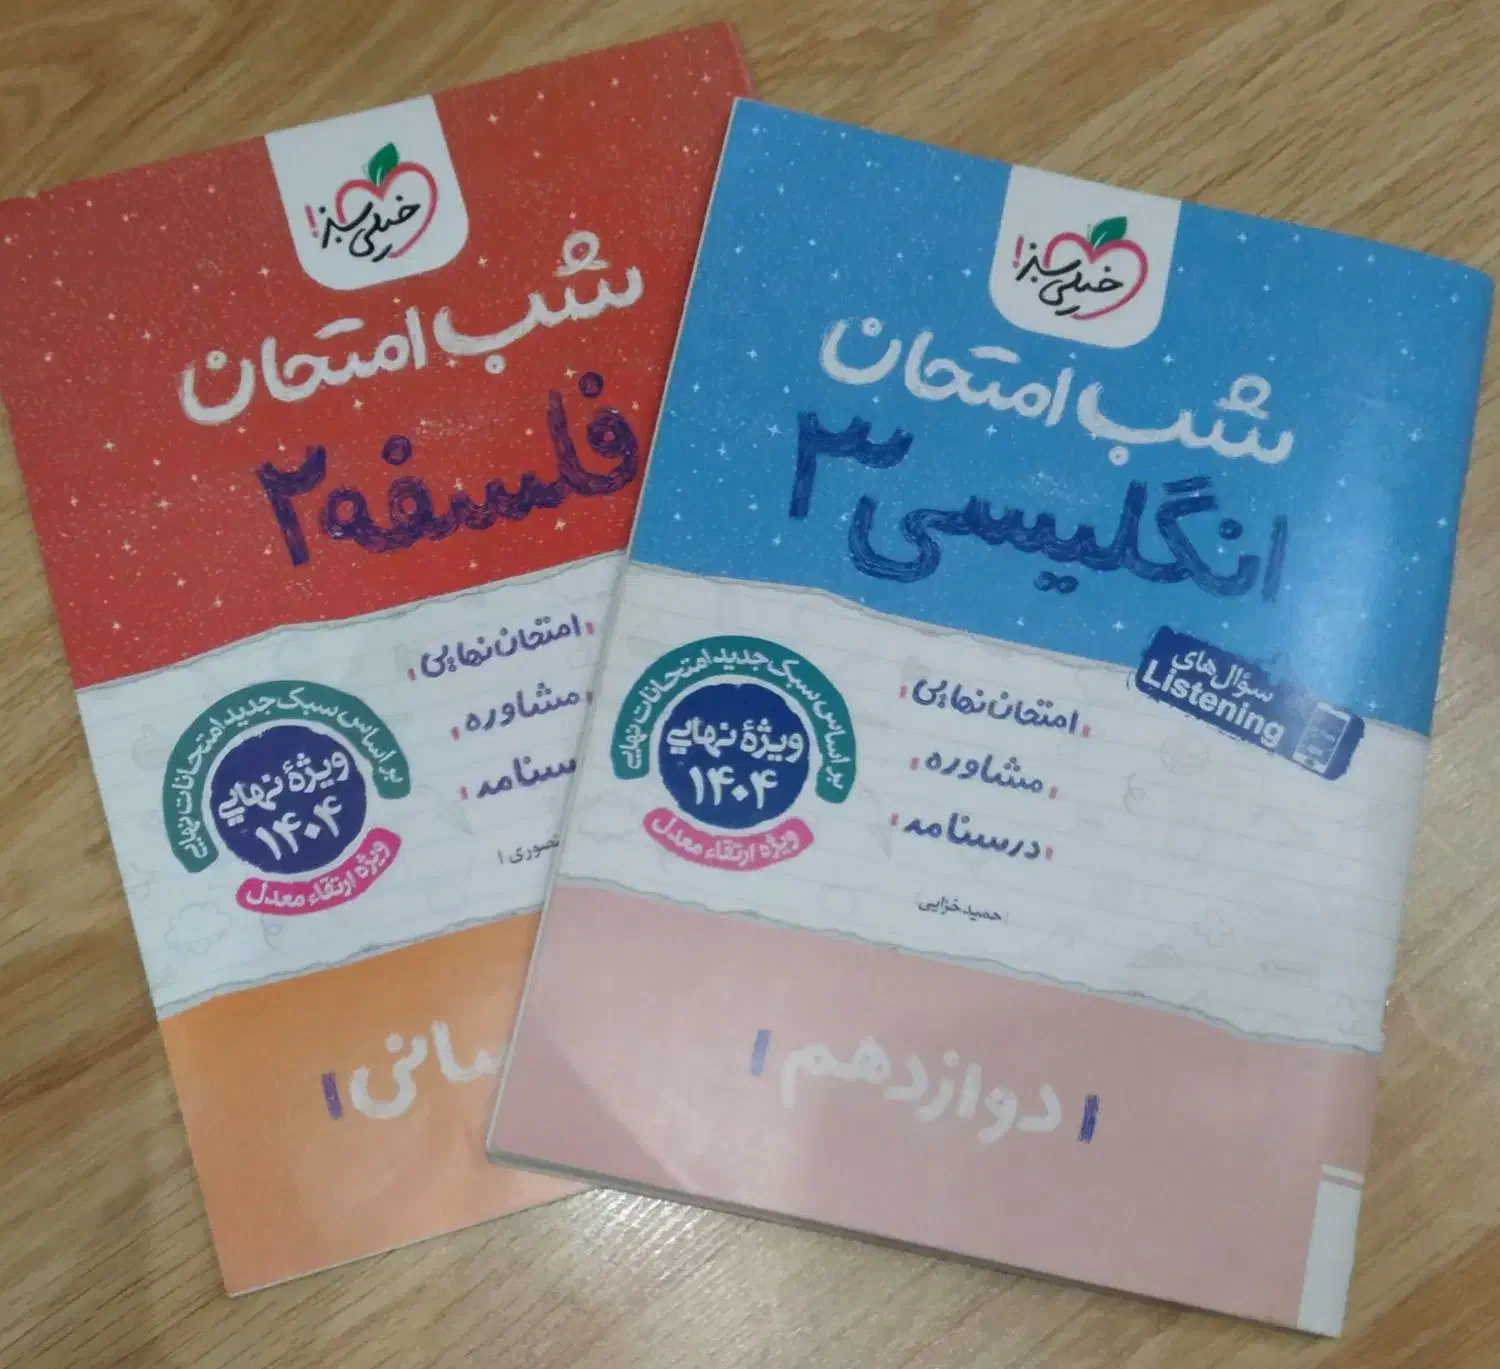 خیلی سبز!
شب امتحان
انگلیسی ۳
سؤال‌های
Listening
امتحان نهایی
مشاوره
درسنامه
بر اساس سبک جدید امتحانات نهایی
ویژهٔ نهایی
۱۴۰۴
ویژه ارتقاء معدل
حمید خزایی
دوازدهم
خیلی سبز!
شب امتحان
فلسفه ۲
امتحان نهایی
مشاوره
بر اساس سبک جدید امتحانات نهایی
ویژهٔ نهایی
۱۴۰۴
ویژه ارتقاء معدل